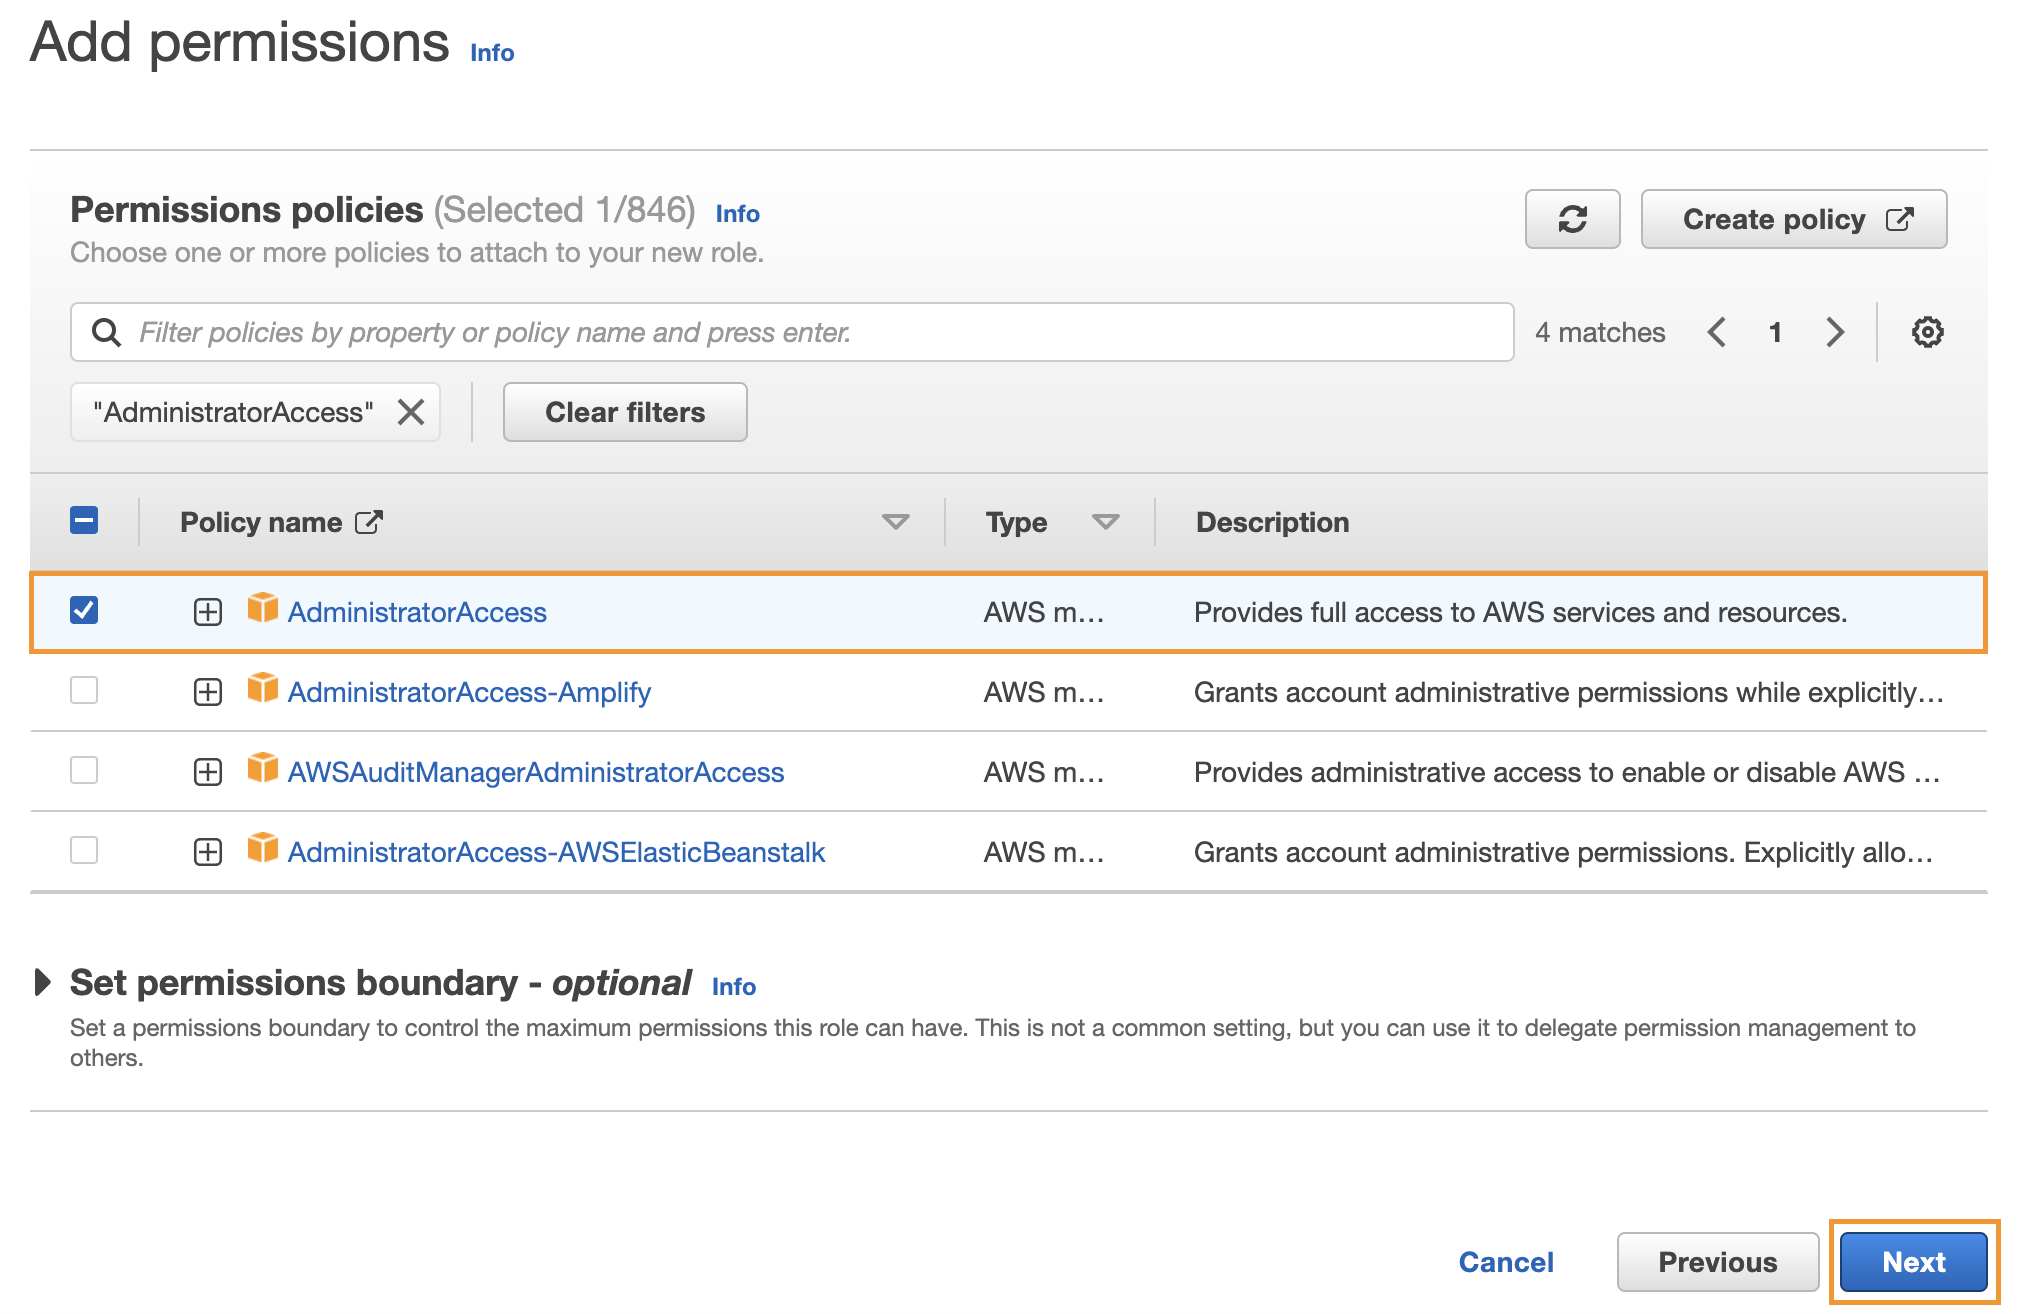 Add permissions Info
Permissions policies (Selected 1/846) Info
Choose one or more policies to attach to your new role.
Create policy
Filter policies by property or policy name and press enter.
4 matches
1
"AdministratorAccess"
Clear filters
Policy name
Type
Description
AdministratorAccess
AWS m...
Provides full access to AWS services and resources.
AdministratorAccess-Amplify
AWS m...
Grants account administrative permissions while explicitly...
AWSAuditManagerAdministratorAccess
AWS m...
Provides administrative access to enable or disable AWS ...
AdministratorAccess-AWSElasticBeanstalk
AWS m...
Grants account administrative permissions. Explicitly allo...
Set permissions boundary - optional Info
Set a permissions boundary to control the maximum permissions this role can have. This is not a common setting, but you can use it to delegate permission management to
others.
Cancel
Previous
Next